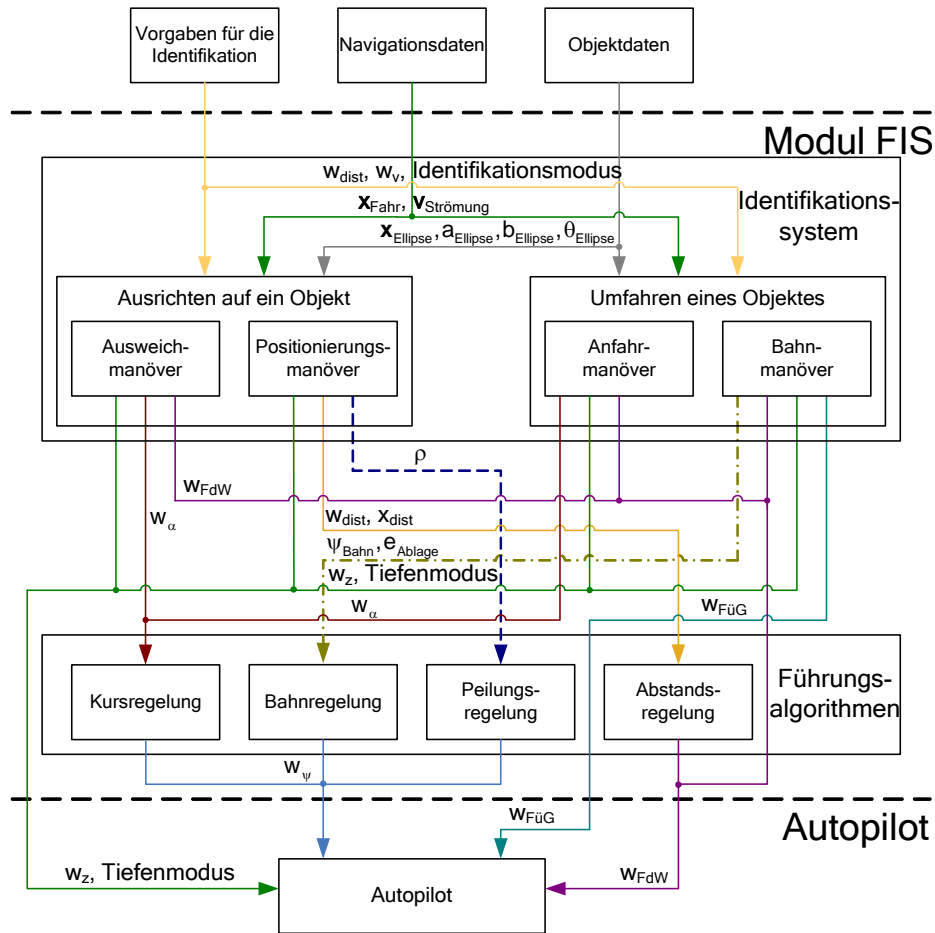 Vorgaben für die
Identifikation
Navigationsdaten
Objektdaten
Modul FIS
w_dist, w_v, Identifikationsmodus
Identifikations-
system
x_Fahr, v_Strömung
x_Ellipse, a_Ellipse, b_Ellipse, θ_Ellipse
Ausrichten auf ein Objekt
Umfahren eines Objektes
Ausweich-
manöver
Positionierungs-
manöver
Anfahr-
manöver
Bahn-
manöver
ρ
w_FdW
w_α
w_dist, x_dist
ψ_Bahn, e_Ablage
w_z, Tiefenmodus
w_α
w_FüG
Kursregelung
Bahnregelung
Peilungs-
regelung
Abstands-
regelung
Führungs-
algorithmen
w_ψ
Autopilot
w_FüG
w_z, Tiefenmodus
w_FdW
Autopilot